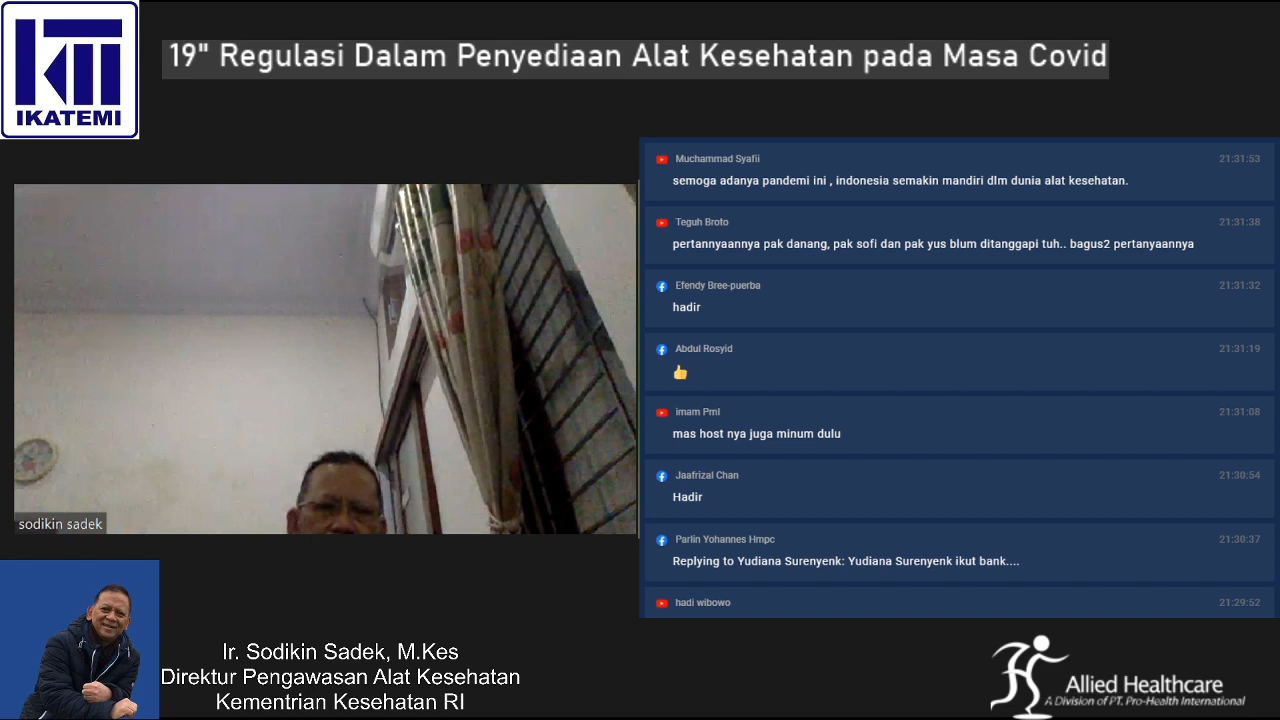 IKATEMI
19" Regulasi Dalam Penyediaan Alat Kesehatan pada Masa Covid
Muchammad Syafii 21:31:53
semoga adanya pandemi ini , indonesia semakin mandiri dlm dunia alat kesehatan.
Teguh Broto 21:31:38
pertannyaannya pak danang, pak sofi dan pak yus blum ditanggapi tuh.. bagus2 pertanyaannya
Efendy Bree-puerba 21:31:32
hadir
Abdul Rosyid 21:31:19
👍
imam Pml 21:31:08
mas host nya juga minum dulu
Jaafrizal Chan 21:30:54
Hadir
Parlin Yohannes Hmpc 21:30:37
Replying to Yudiana Surenyenk: Yudiana Surenyenk ikut bank....
hadi wibowo 21:29:52
sodikin sadek
Ir. Sodikin Sadek, M.Kes
Direktur Pengawasan Alat Kesehatan
Kementrian Kesehatan RI
Allied Healthcare
A Division of PT. Pro-Health International